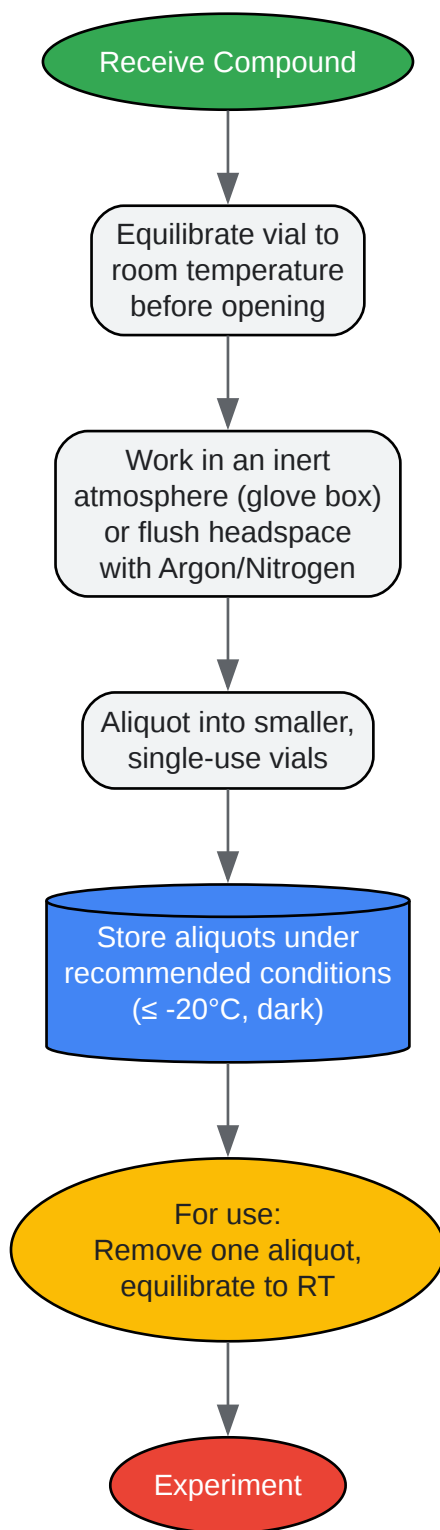 Receive Compound
Equilibrate vial to
room temperature
before opening
Work in an inert
atmosphere (glove box)
or flush headspace
with Argon/Nitrogen
Aliquot into smaller,
single-use vials
Store aliquots under
recommended conditions
(≤ -20°C, dark)
For use:
Remove one aliquot,
equilibrate to RT
Experiment